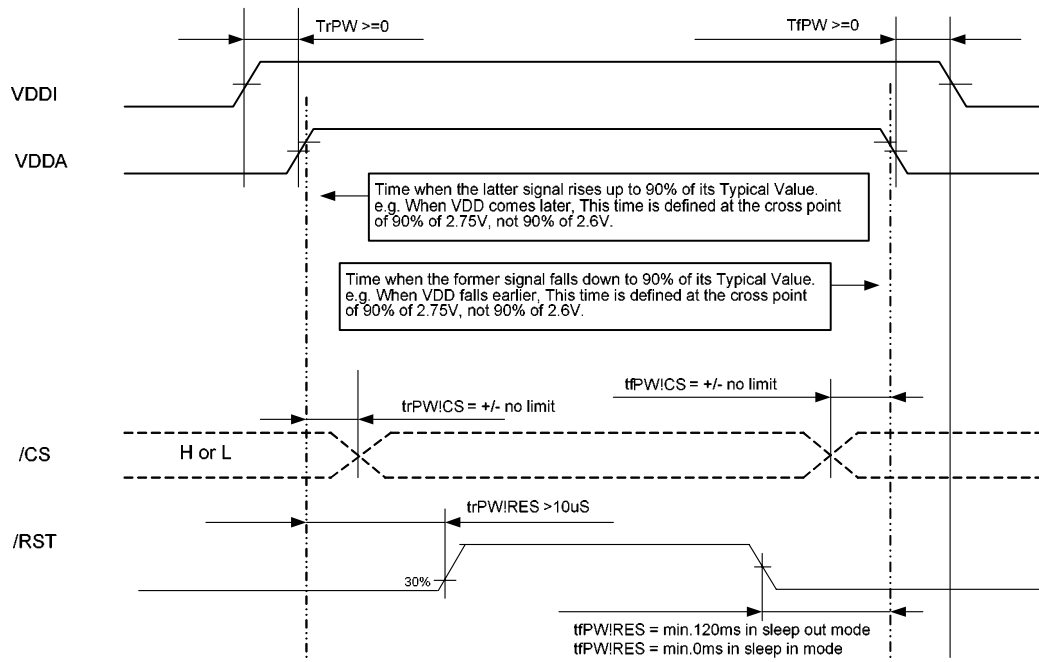 TrPW >=0
TfPW >=0
VDDI
VDDA
Time when the latter signal rises up to 90% of its Typical Value.
e.g. When VDD comes later, This time is defined at the cross point
of 90% of 2.75V, not 90% of 2.6V.
Time when the former signal falls down to 90% of its Typical Value.
e.g. When VDD falls earlier, This time is defined at the cross point
of 90% of 2.75V, not 90% of 2.6V.
tfPW!CS = +/- no limit
trPW!CS = +/- no limit
/CS
H or L
trPW!RES >10uS
/RST
30%
tfPW!RES = min.120ms in sleep out mode
tfPW!RES = min.0ms in sleep in mode